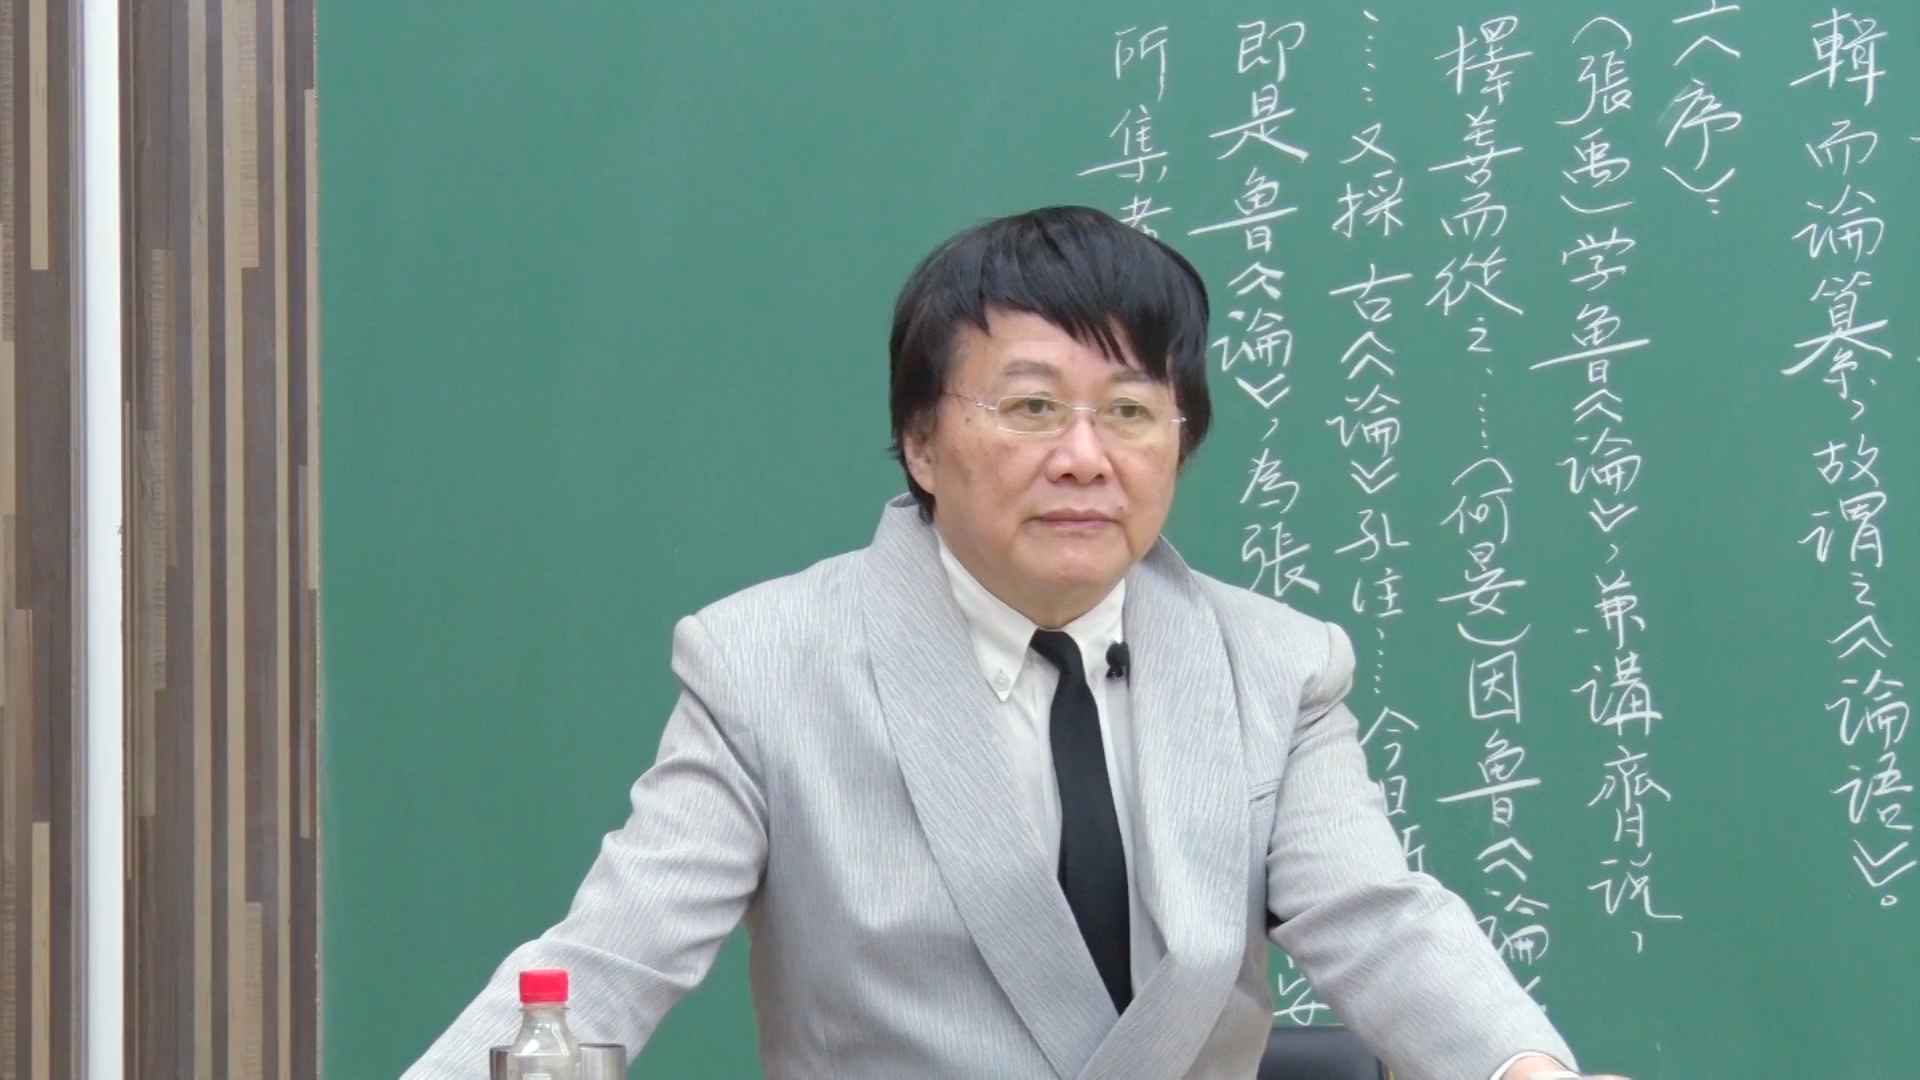 輯而論纂，故謂之《論語》。
《序》：
（張禹）学魯《論》，兼講齊说，
擇善而從之……（何晏）因魯《論》
……又採古《論》孔注……今日所
即是魯《論》，為張
所集者